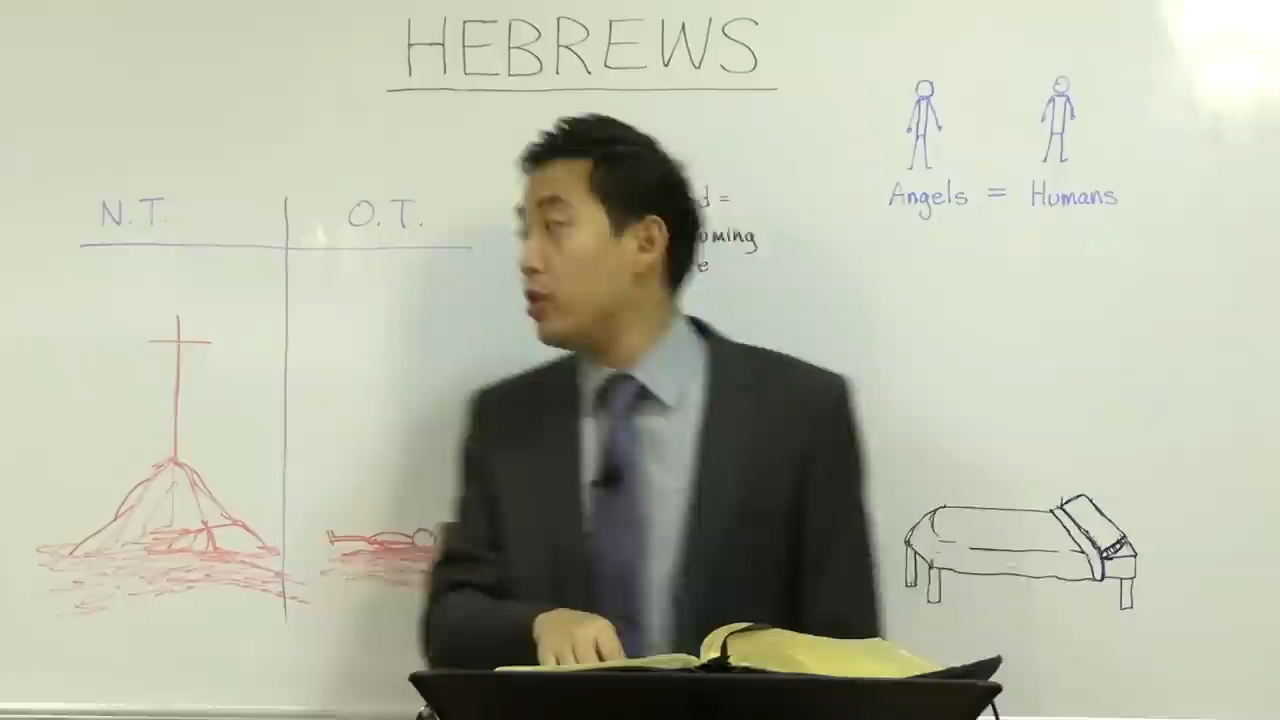 HEBREWS
N.T.
O.T.
=
Angels = Humans